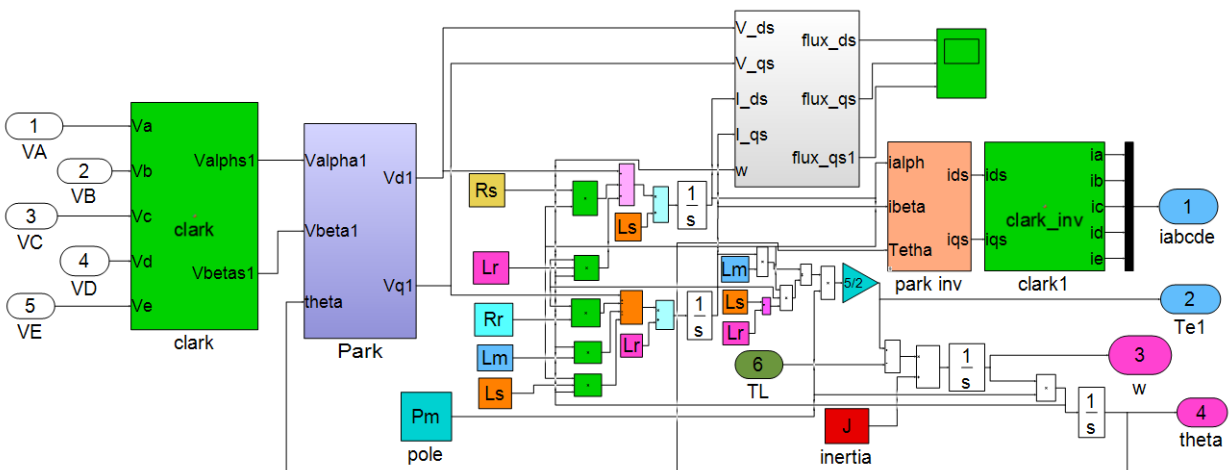 1
VA
2
VB
3
VC
4
VD
5
VE
Va
Vb
Vc
Vd
Ve
Valphs1
Vbetas1
clark
clark
Valpha1
Vbeta1
theta
Vd1
Vq1
Park
V_ds
V_qs
I_ds
I_qs
w
flux_ds
flux_qs
flux_qs1
Rs
Ls
1
s
Lr
Rr
Lm
Ls
Lr
1
s
Lm
Ls
Lr
5/2
Pm
pole
6
TL
J
inertia
1
s
1
s
ialph
ibeta
Tetha
ids
iqs
park inv
ids
iqs
clark_inv
ia
ib
ic
id
ie
clark1
1
iabcde
2
Te1
3
w
4
theta